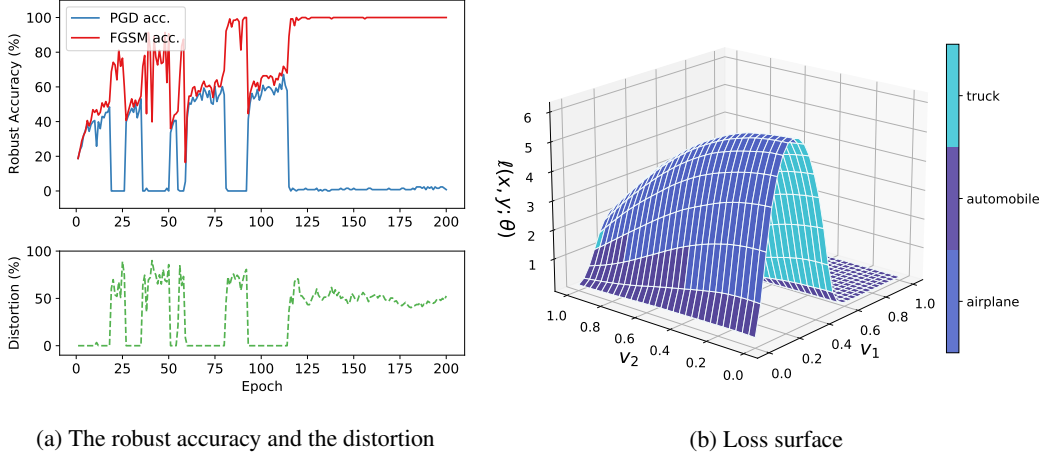 PGD acc.
FGSM acc.
Robust Accuracy (%)
100
80
60
40
20
0
0 25 50 75 100 125 150 175 200
Distortion (%)
100
50
0
0 25 50 75 100 125 150 175 200
Epoch
(a) The robust accuracy and the distortion
ℓ(x, y; θ)
6
5
4
3
2
1
1.0 0.8 0.6 0.4 0.2 0.0
v₂
0.0 0.2 0.4 0.6 0.8 1.0
v₁
truck
automobile
airplane
(b) Loss surface